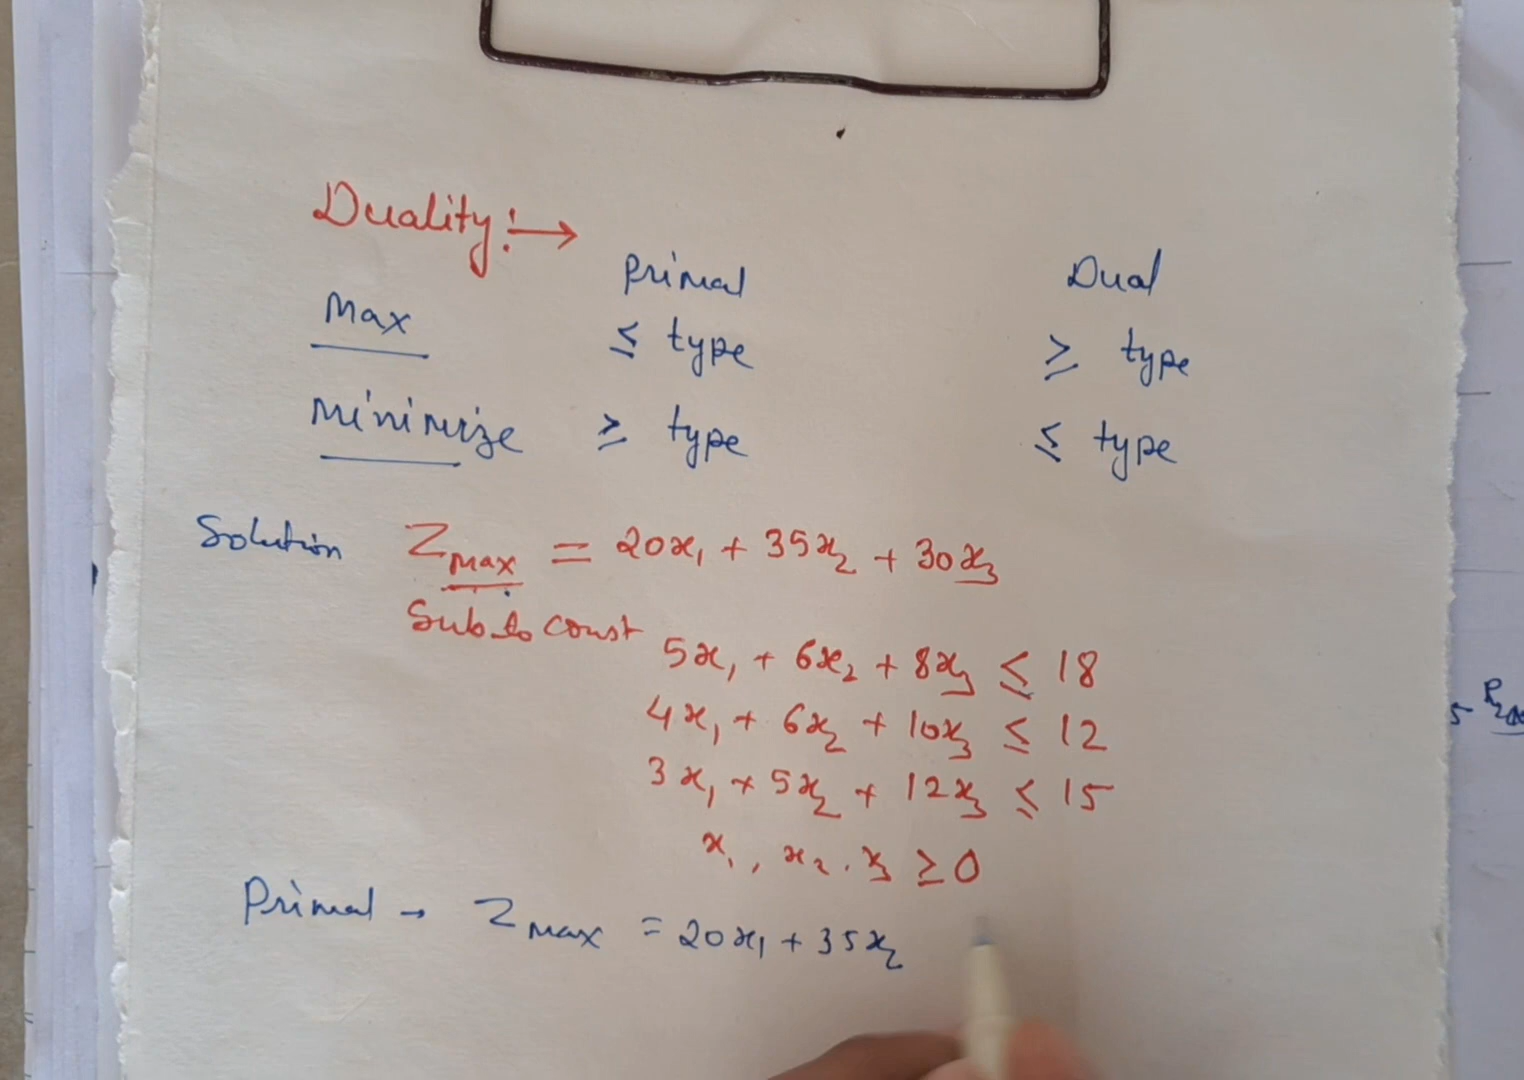 Duality:→
Primal Dual
Max ≤ type ≥ type
Minimize ≥ type ≤ type
Solution Zmax = 20x₁ + 35x₂ + 30x₃
Sub to const
5x₁ + 6x₂ + 8x₃ ≤ 18
4x₁ + 6x₂ + 10x₃ ≤ 12
3x₁ + 5x₂ + 12x₃ ≤ 15
x₁, x₂, x₃ ≥ 0
Primal → Zmax = 20x₁ + 35x₂